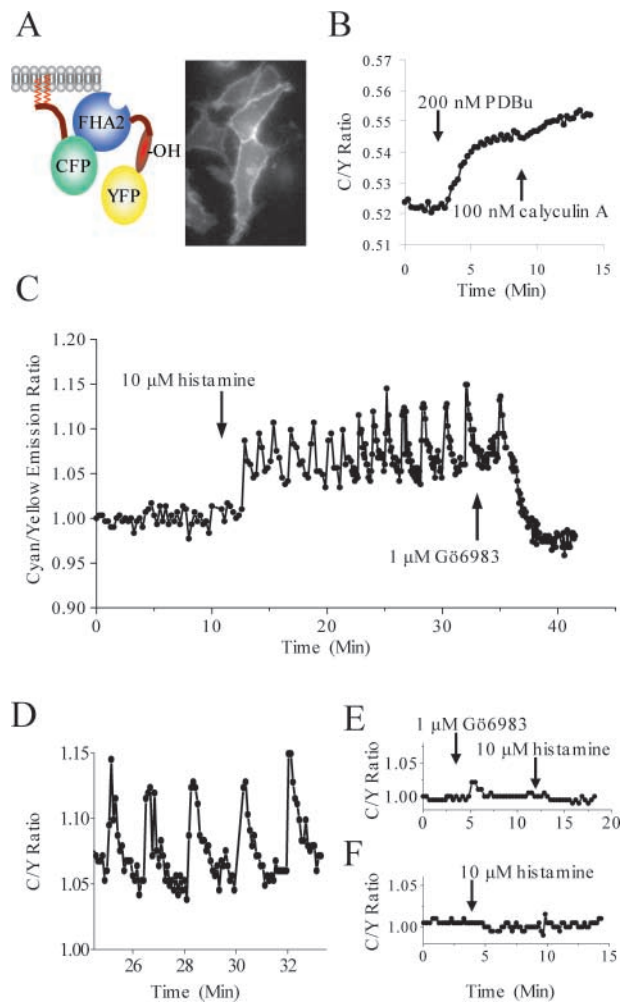 A
FHA2
-OH
CFP
YFP
B
0.56
0.55
0.54
0.53
0.52
0.51
C/Y Ratio
200 nM PDBu
100 nM calyculin A
0
5
10
15
Time (Min)
C
1.20
1.15
1.10
1.05
1.00
0.95
0.90
Cyan/Yellow Emission Ratio
10 μM histamine
1 μM Gö6983
0
10
20
30
40
Time (Min)
D
1.15
1.10
1.05
1.00
C/Y Ratio
26
28
30
32
Time (Min)
E
1 μM Gö6983
10 μM histamine
1.05
1.00
C/Y Ratio
0
5
10
15
20
F
10 μM histamine
1.05
1.00
C/Y Ratio
0
5
10
15
Time (Min)